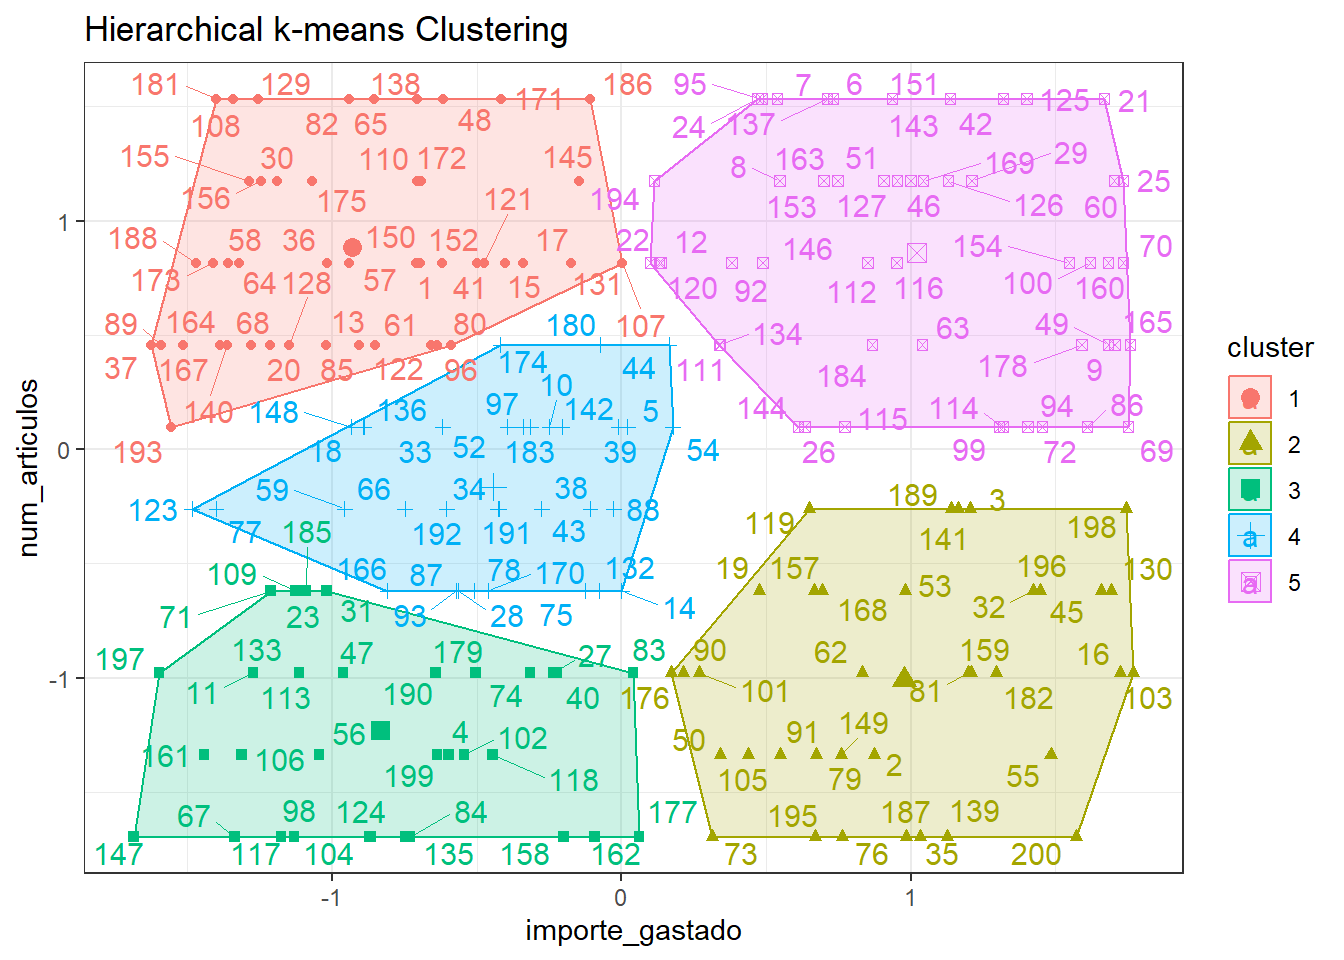 Hierarchical k-means Clustering
181 129 138 186 95 7 6 151
108 82 65 48 171 24 137 143 42 125 21
155 30 110 172 145 8 163 51 169 29
156 175 121 194 153 127 46 126 60 25
188 58 36 150 152 17 22 12 146 154 70
173 64 128 57 1 41 15 131 120 92 112 116 100 160
89 164 68 13 61 80 107 180 134 63 49 165
37 167 20 85 122 96 174 44 111 184 178 9
140 148 136 97 10 142 5 144 115 114 94 86
193 18 33 52 183 39 54 26 99 72 69
123 59 66 34 38 88 189 3
77 192 191 43 119 141 198
185
109 166 87 78 170 132 19 157 53 196 130
71 23 31 93 28 75 14 168 32 45
197 133 47 179 27 83 90 62 159 16
11 113 190 74 40 176 101 81 182 103
161 106 56 4 102 50 91 149
199 118 105 79 2 55
67 98 124 84 177 195 187 139
147 117 104 135 158 162 73 76 35 200
1
0
-1
num_articulos
-1 0 1
importe_gastado
cluster
1
a 2
3
a 4
5